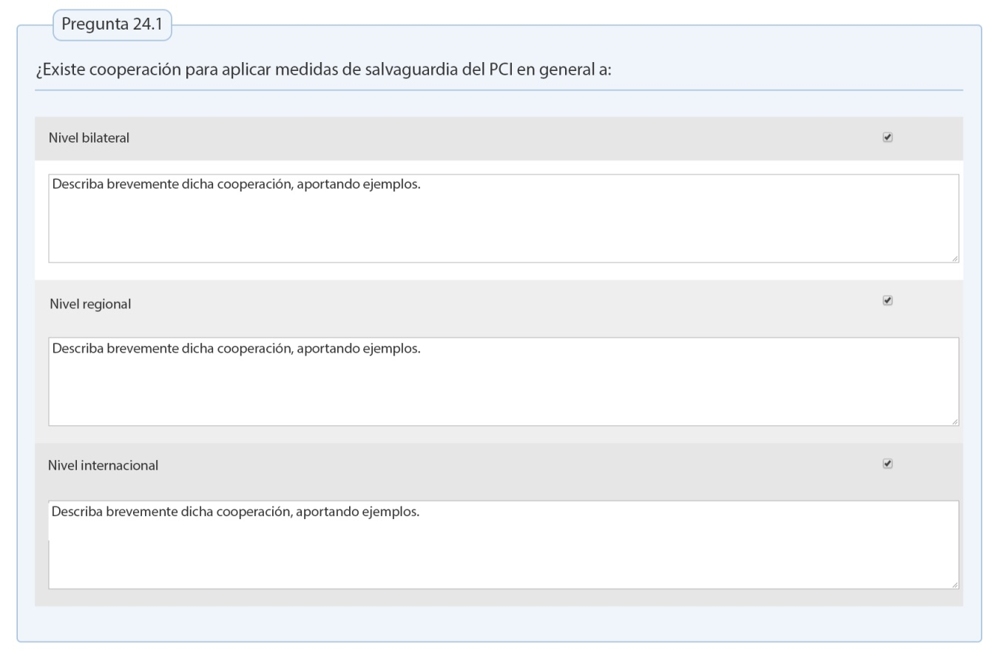 Pregunta 24.1
¿Existe cooperación para aplicar medidas de salvaguardia del PCI en general a:
Nivel bilateral
Describa brevemente dicha cooperación, aportando ejemplos.
Nivel regional
Describa brevemente dicha cooperación, aportando ejemplos.
Nivel internacional
Describa brevemente dicha cooperación, aportando ejemplos.